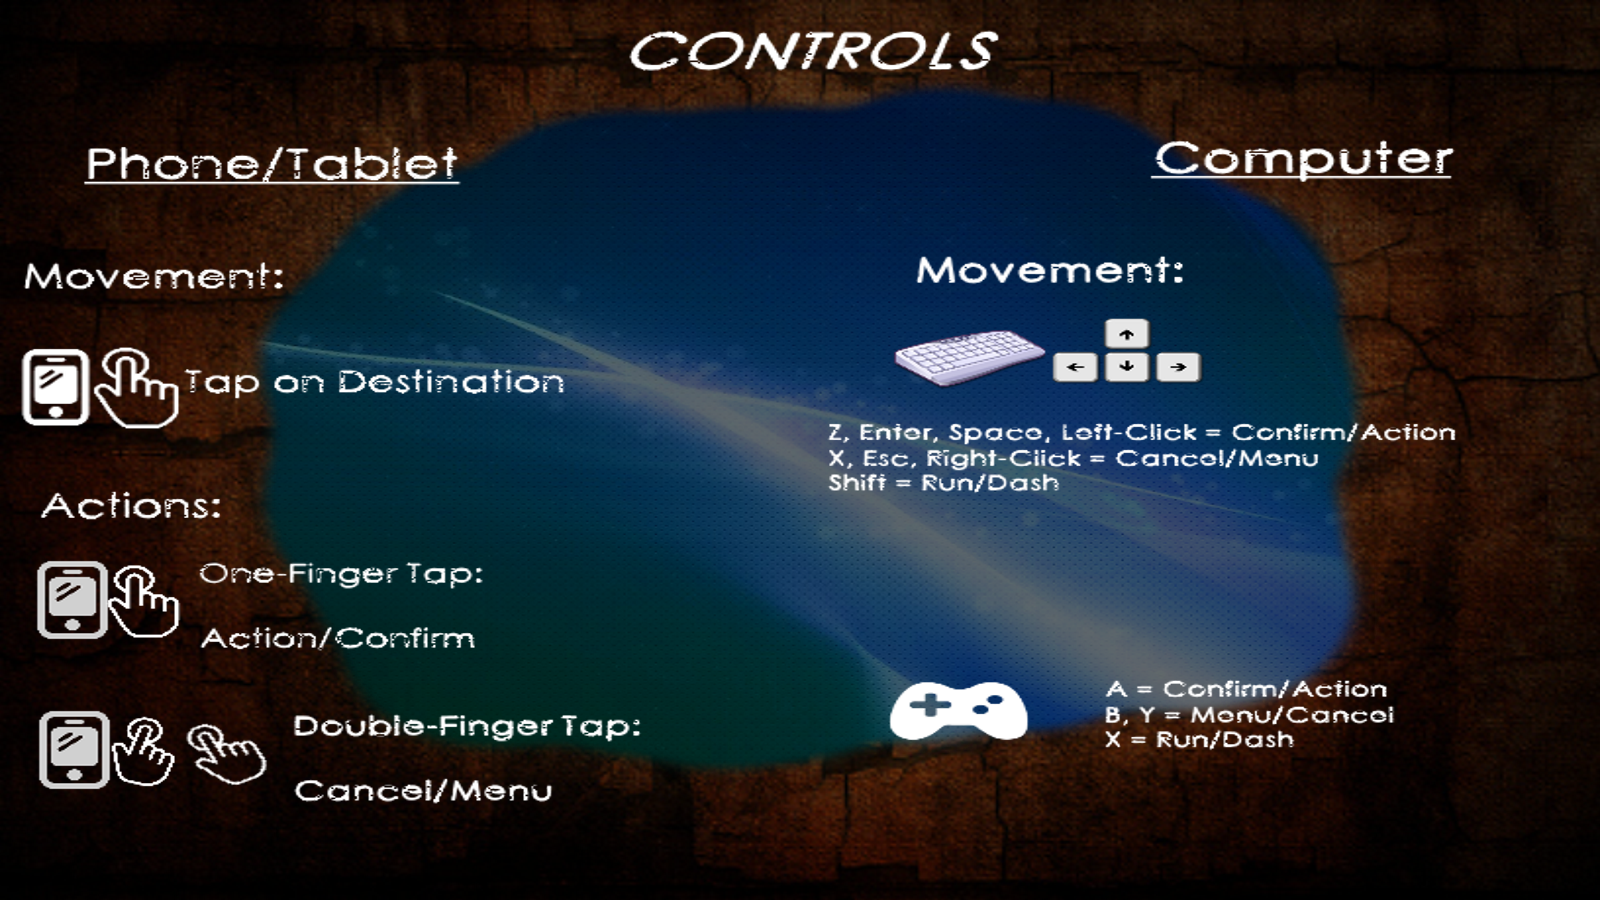 CONTROLS
Phone/Tablet
Movement:
Tap on Destination
Actions:
One-Finger Tap:
Action/Confirm
Double-Finger Tap:
Cancel/Menu
Computer
Movement:
Z, Enter, Space, Left-Click = Confirm/Action
X, Esc, Right-Click = Cancel/Menu
Shift = Run/Dash
A = Confirm/Action
B, Y = Menu/Cancel
X = Run/Dash